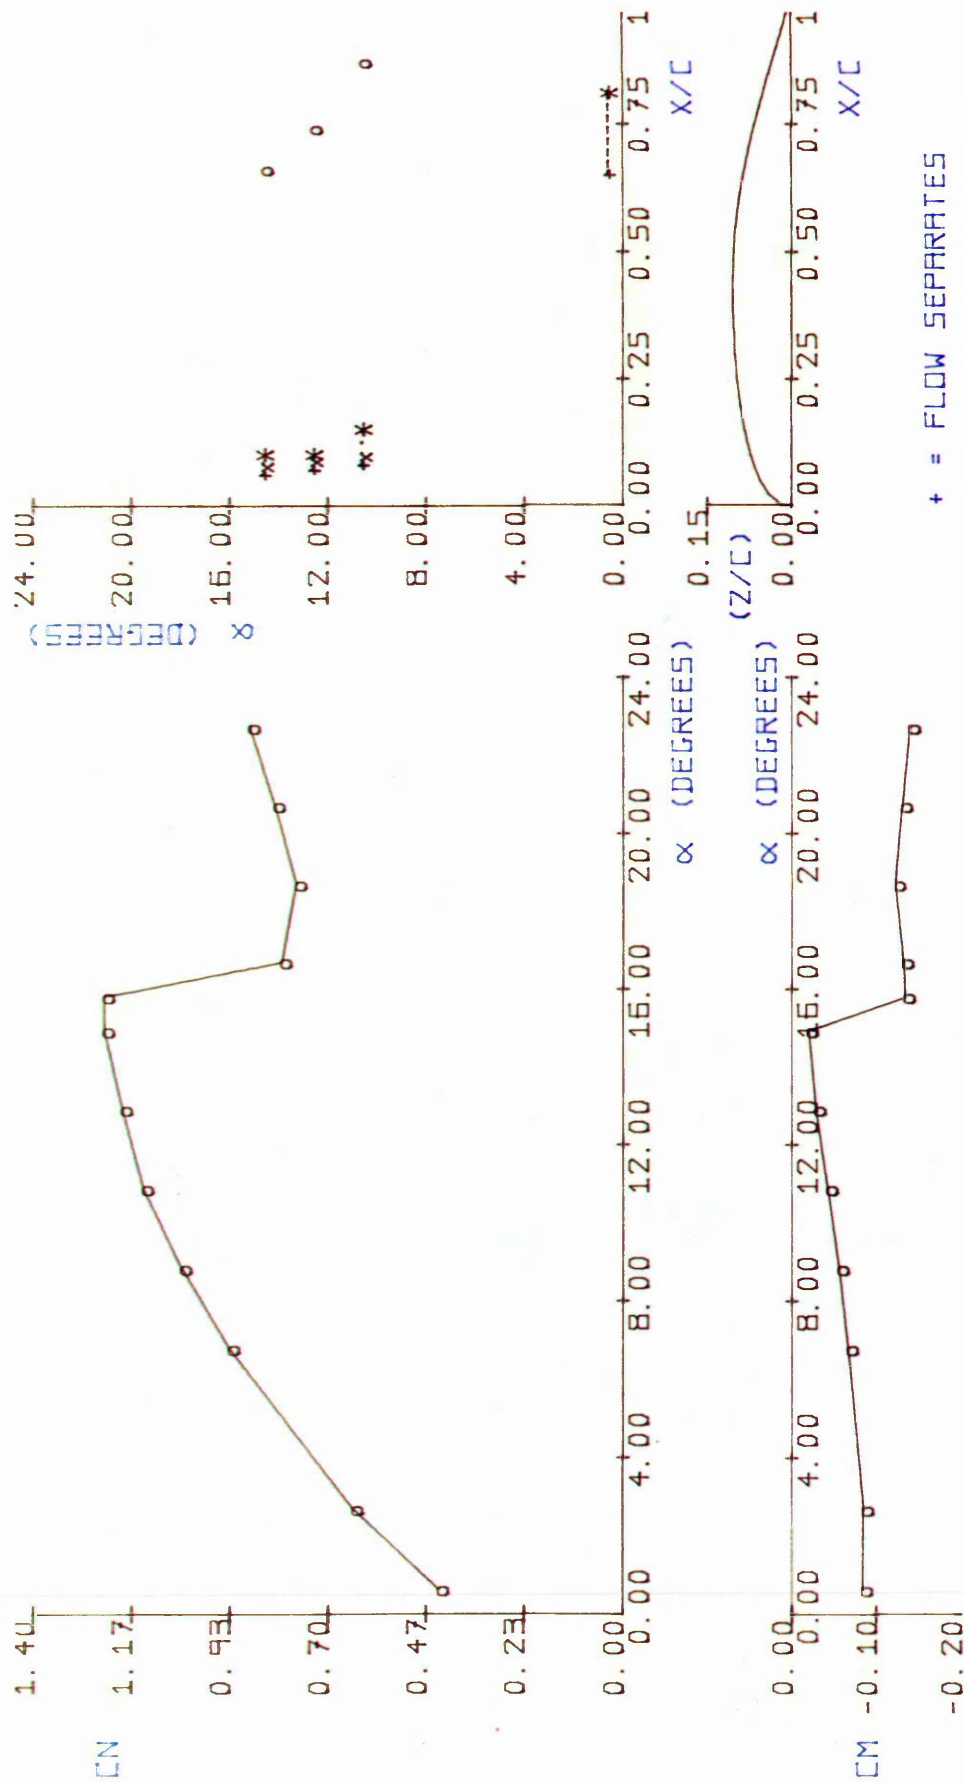 CN
1.40
1.17
0.93
0.70
0.47
0.23
0.00
0.00 4.00 8.00 12.00 16.00 20.00 24.00
α (DEGREES)
CM
0.00
-0.10
-0.20
0.00 4.00 8.00 12.00 16.00 20.00 24.00
α (DEGREES)
α (DEGREES)
24.00
20.00
16.00
12.00
8.00
4.00
0.00
0.00 0.25 0.50 0.75 1
X/C
0.15
(Z/C)
0.00
0.00 0.25 0.50 0.75 1
X/C
+ = FLOW SEPARATES